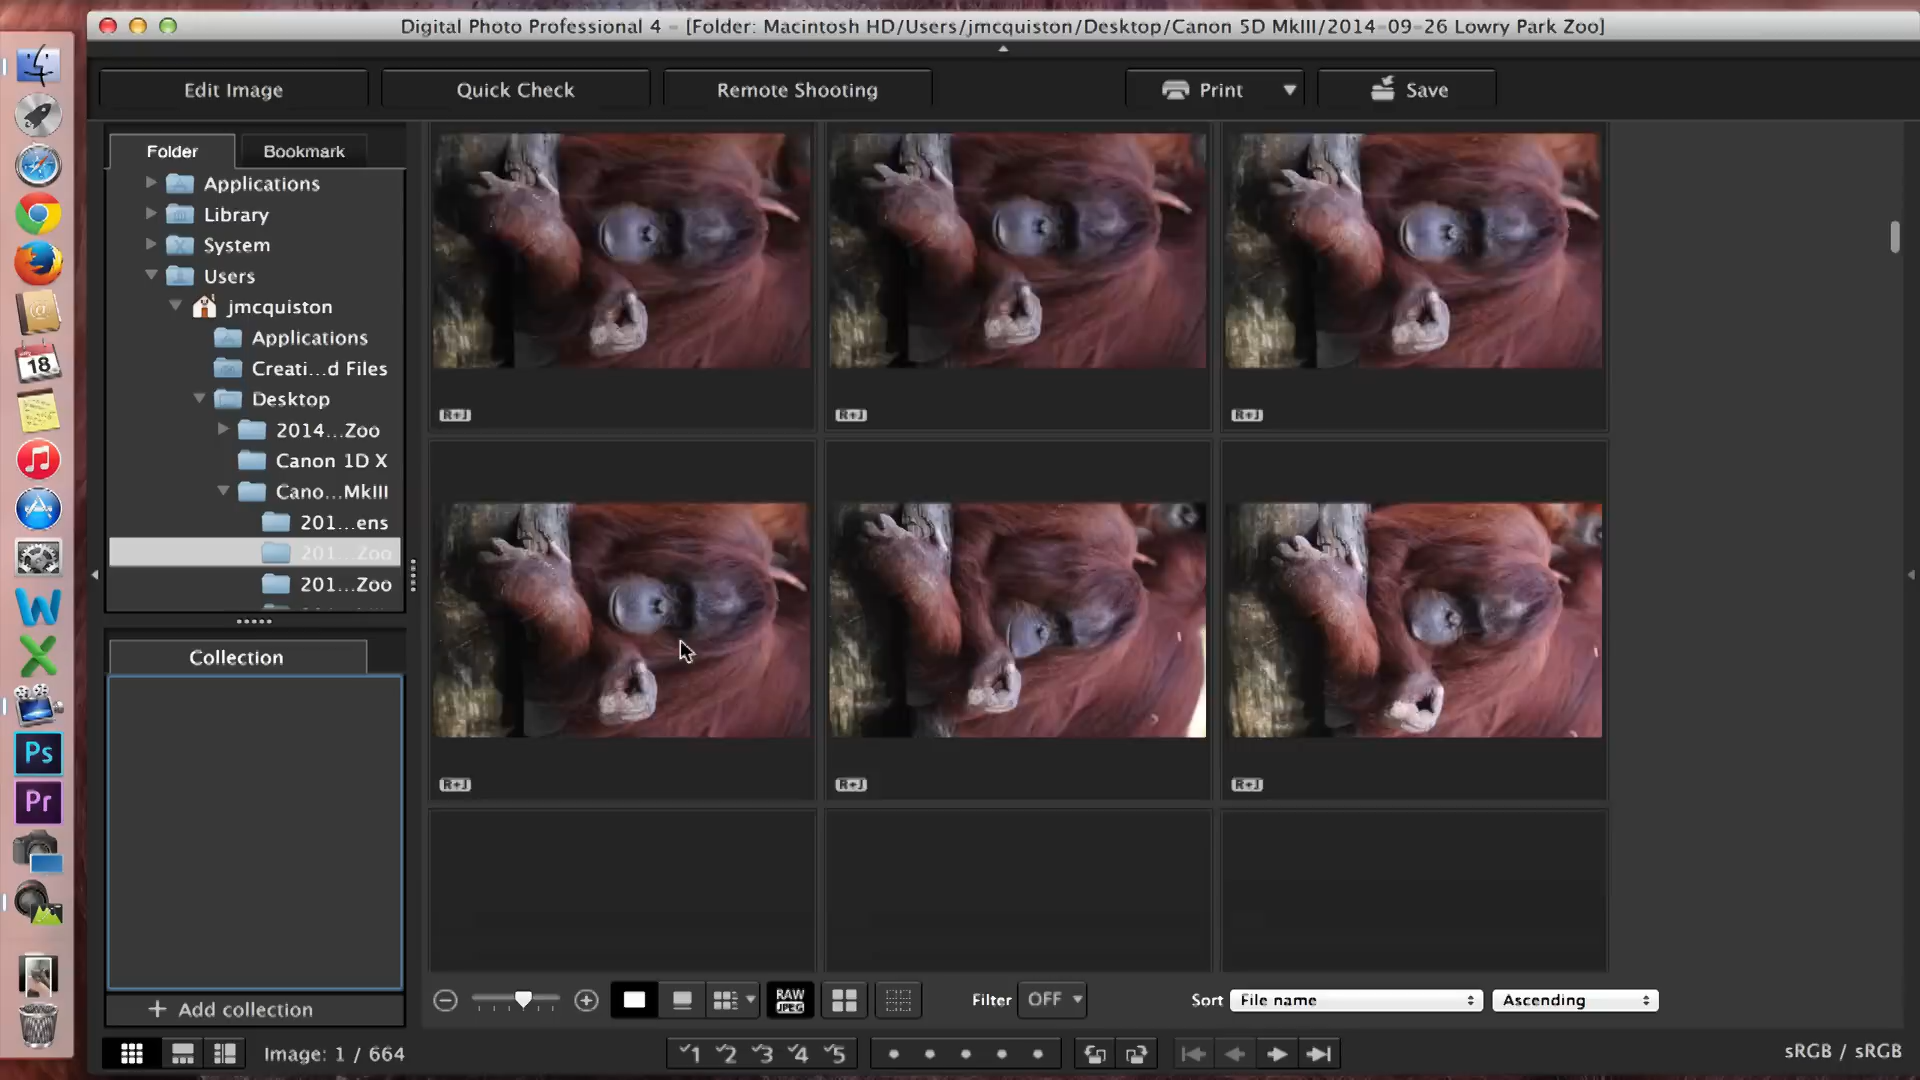 Digital Photo Professional 4 – [Folder: Macintosh HD/Users/jmcquiston/Desktop/Canon 5D MkIII/2014-09-26 Lowry Park Zoo]
Edit Image
Quick Check
Remote Shooting
Print
Save
Folder
Bookmark
Applications
Library
System
Users
jmcquiston
Applications
Creati...d Files
Desktop
2014...Zoo
Canon 1D X
Cano...MkIII
201...ens
201...Zoo
201...Zoo
Collection
+ Add collection
R+J
R+J
R+J
R+J
R+J
R+J
18
Ps
Pr
RAW
JPEG
Filter
OFF
Sort
File name
Ascending
Image: 1 / 664
1 2 3 4 5
sRGB / sRGB